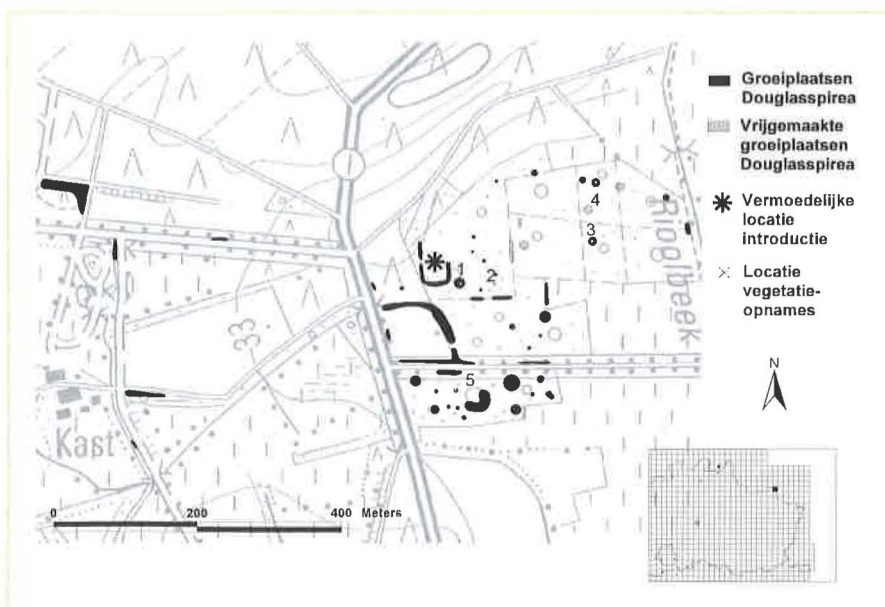 Groeiplaatsen
Douglasspirea
Vrijgemaakte
groeiplaatsen
Douglasspirea
Vermoedelijke
locatie
introductie
Locatie
vegetatie-
opnames
4
3
1
2
5
33
Kast
N
0 200 400 Meters